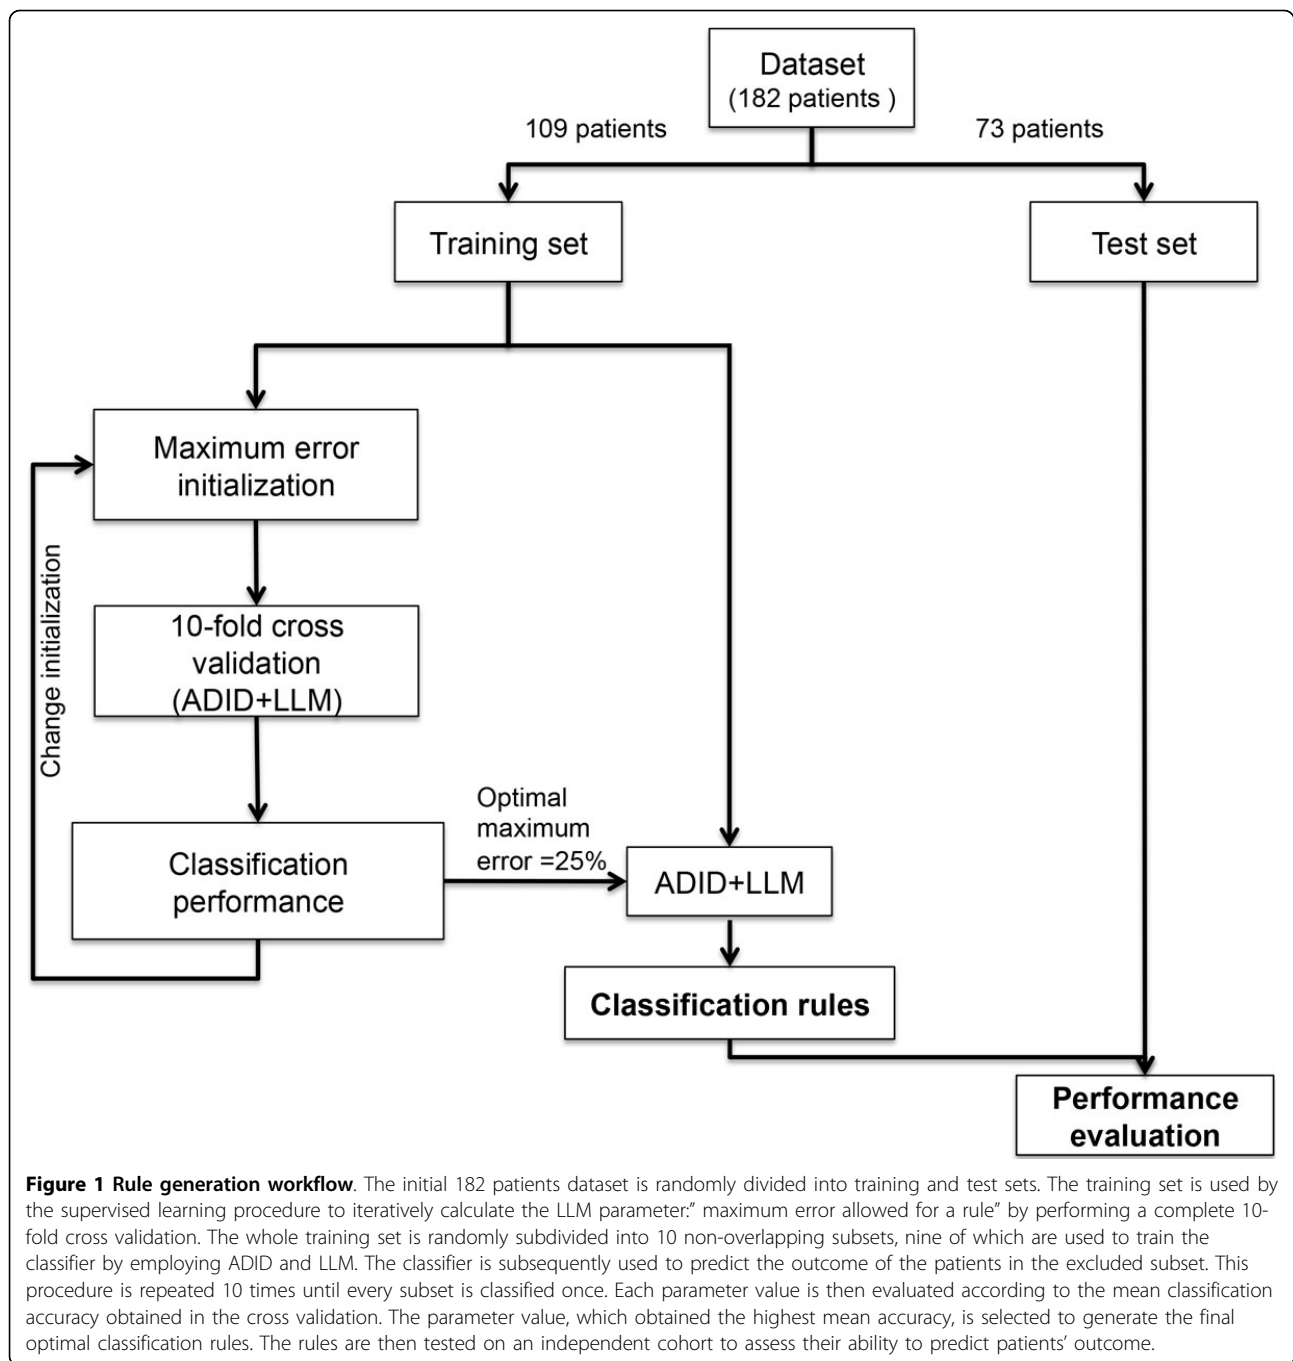 Dataset
(182 patients )
109 patients
73 patients
Training set
Test set
Maximum error
initialization
Change initialization
10-fold cross
validation
(ADID+LLM)
Classification
performance
Optimal
maximum
error =25%
ADID+LLM
Classification rules
Performance
evaluation
Figure 1 Rule generation workflow. The initial 182 patients dataset is randomly divided into training and test sets. The training set is used by
the supervised learning procedure to iteratively calculate the LLM parameter:” maximum error allowed for a rule” by performing a complete 10-
fold cross validation. The whole training set is randomly subdivided into 10 non-overlapping subsets, nine of which are used to train the
classifier by employing ADID and LLM. The classifier is subsequently used to predict the outcome of the patients in the excluded subset. This
procedure is repeated 10 times until every subset is classified once. Each parameter value is then evaluated according to the mean classification
accuracy obtained in the cross validation. The parameter value, which obtained the highest mean accuracy, is selected to generate the final
optimal classification rules. The rules are then tested on an independent cohort to assess their ability to predict patients’ outcome.